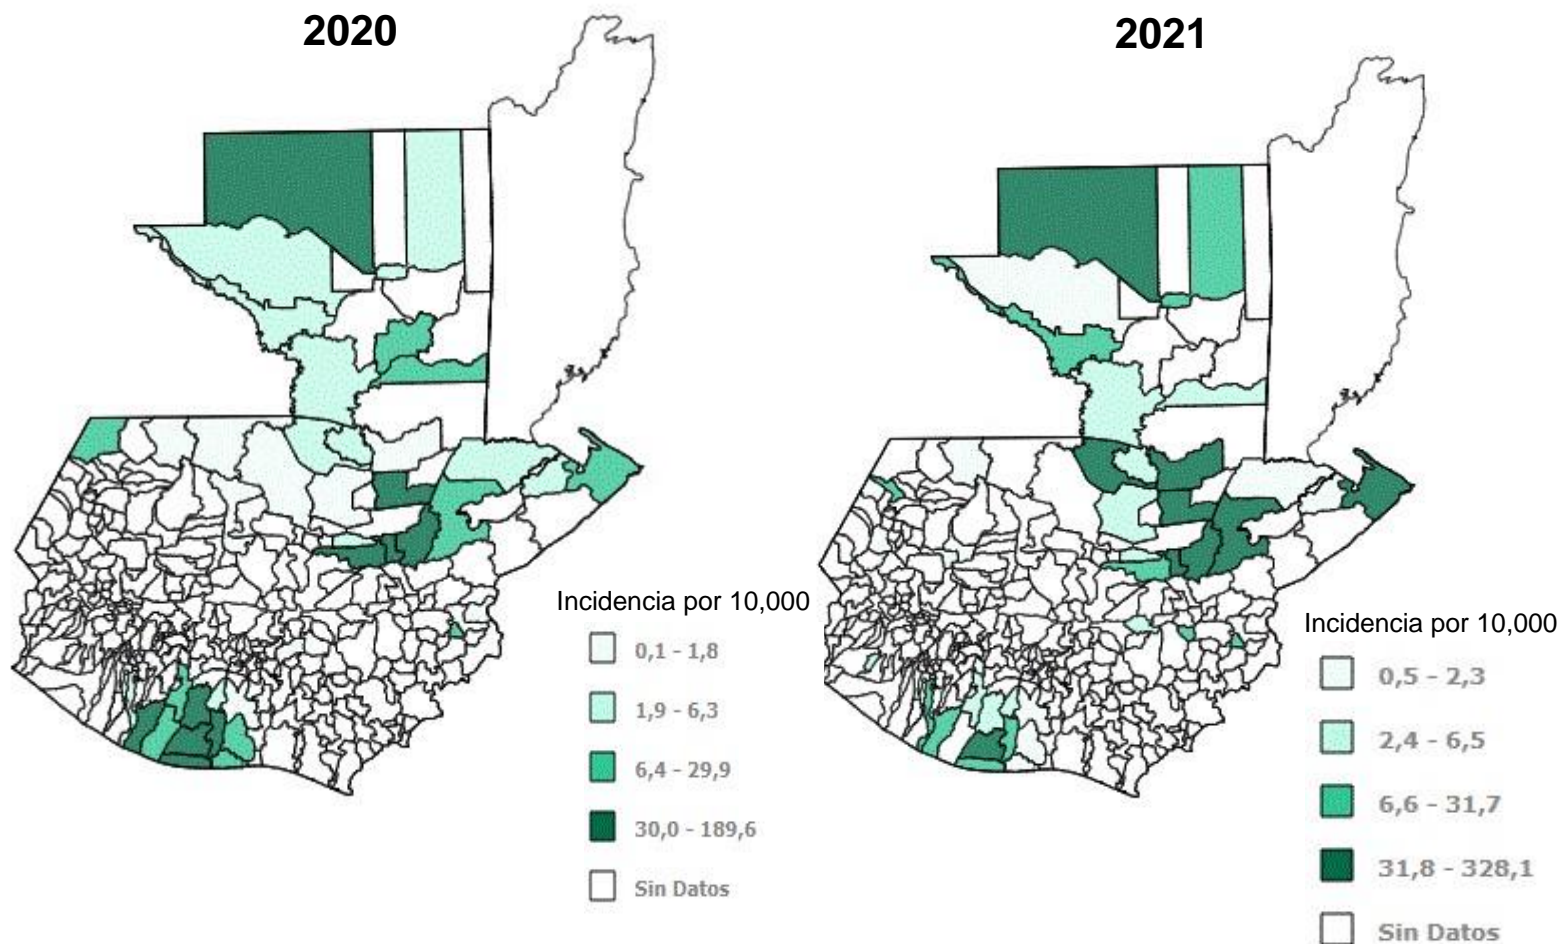 2020
2021
Incidencia por 10,000
0,1 - 1,8
1,9 - 6,3
6,4 - 29,9
30,0 - 189,6
Sin Datos
Incidencia por 10,000
0,5 - 2,3
2,4 - 6,5
6,6 - 31,7
31,8 - 328,1
Sin Datos